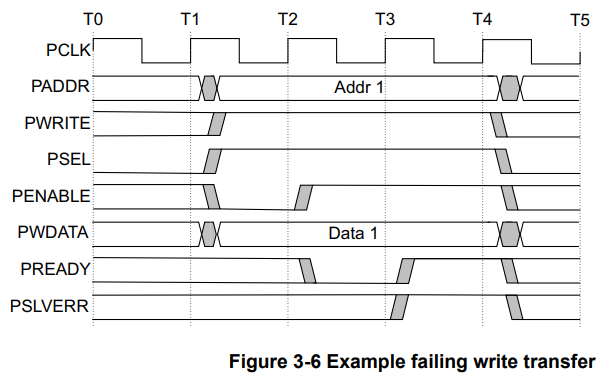 T0 T1 T2 T3 T4 T5
PCLK
PADDR Addr 1
PWRITE
PSEL
PENABLE
PWDATA Data 1
PREADY
PSLVERR
Figure 3-6 Example failing write transfer